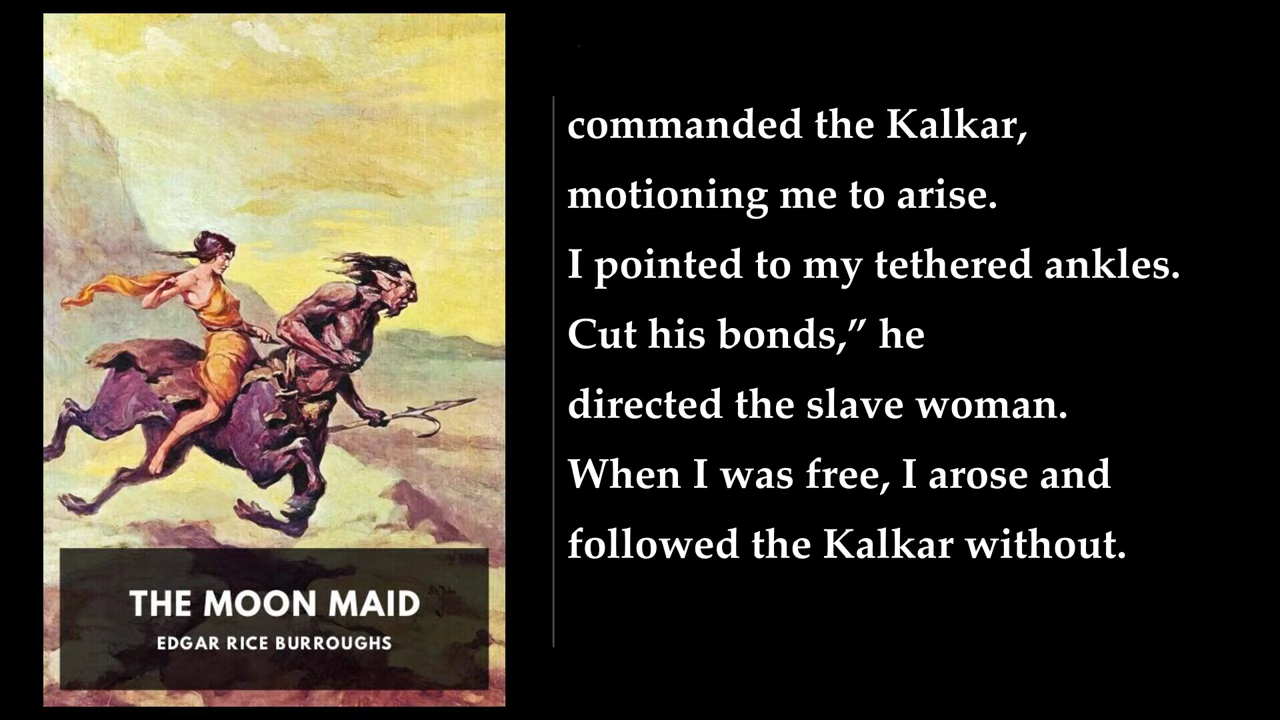 THE MOON MAID
EDGAR RICE BURROUGHS
commanded the Kalkar,
motioning me to arise.
I pointed to my tethered ankles.
Cut his bonds,” he
directed the slave woman.
When I was free, I arose and
followed the Kalkar without.